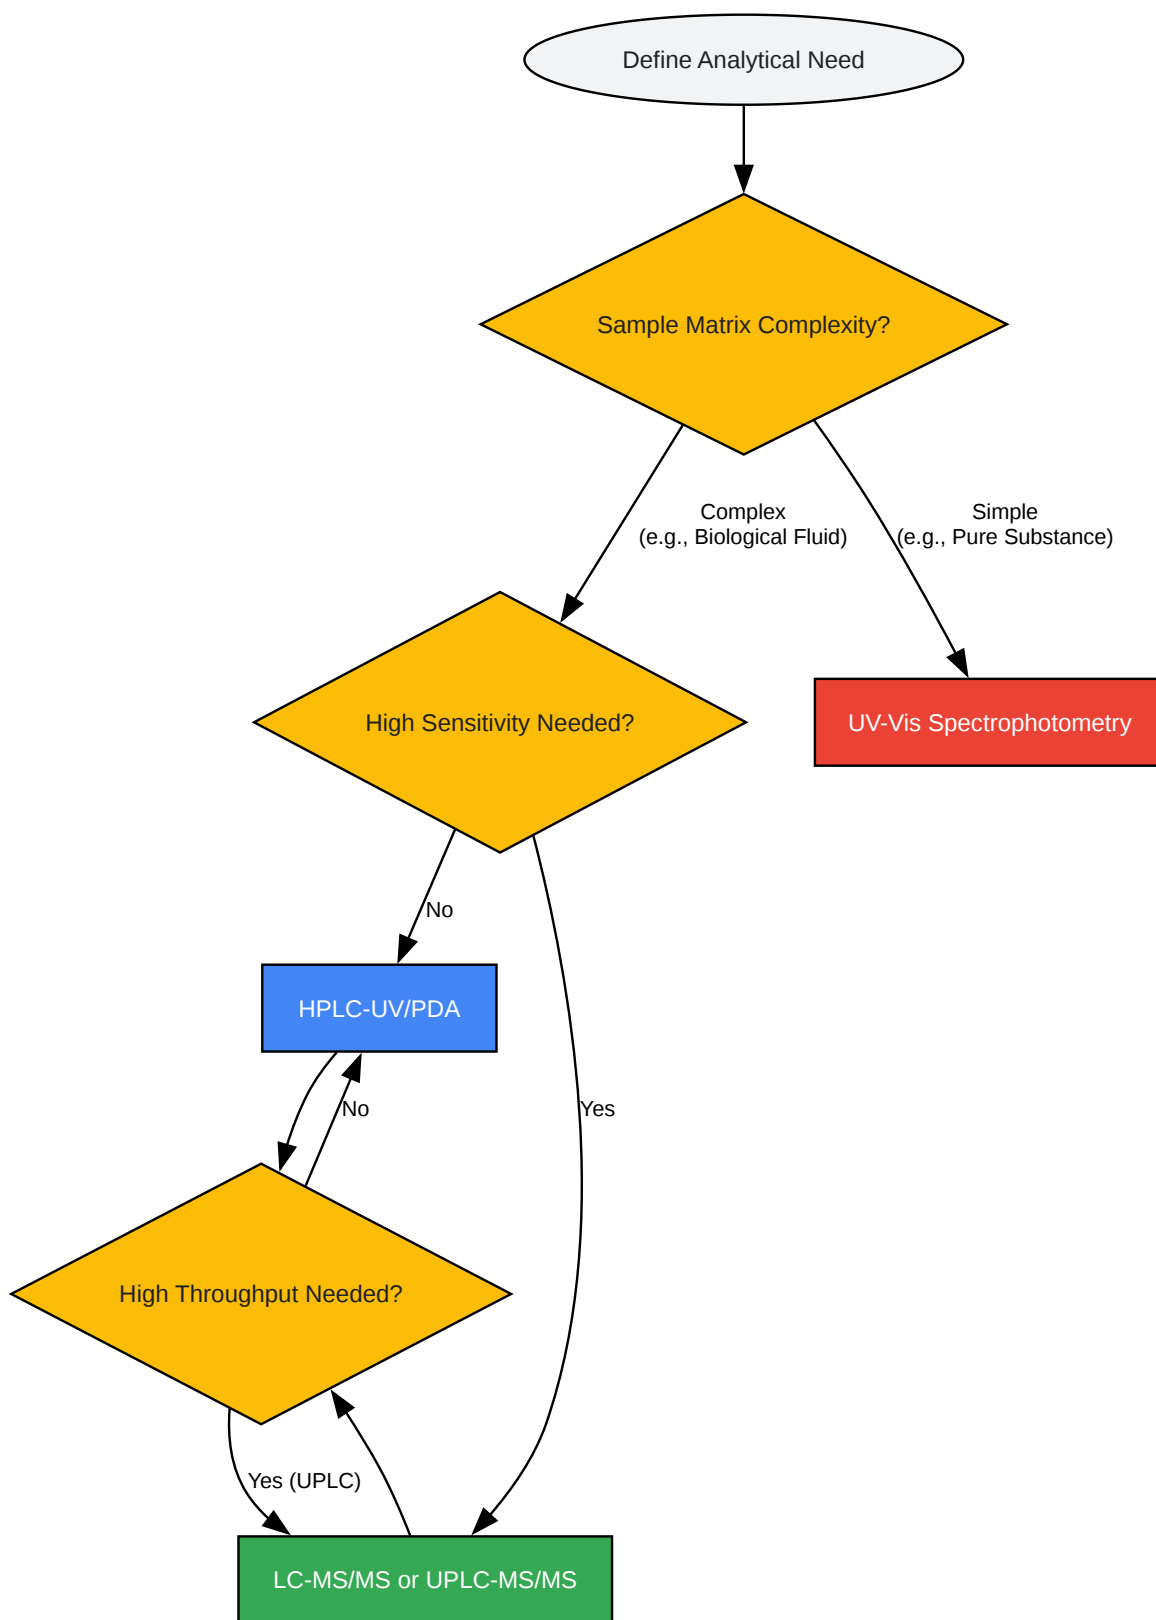 Define Analytical Need
Sample Matrix Complexity?
Complex
(e.g., Biological Fluid)
Simple
(e.g., Pure Substance)
High Sensitivity Needed?
UV-Vis Spectrophotometry
No
HPLC-UV/PDA
No
Yes
High Throughput Needed?
Yes (UPLC)
LC-MS/MS or UPLC-MS/MS